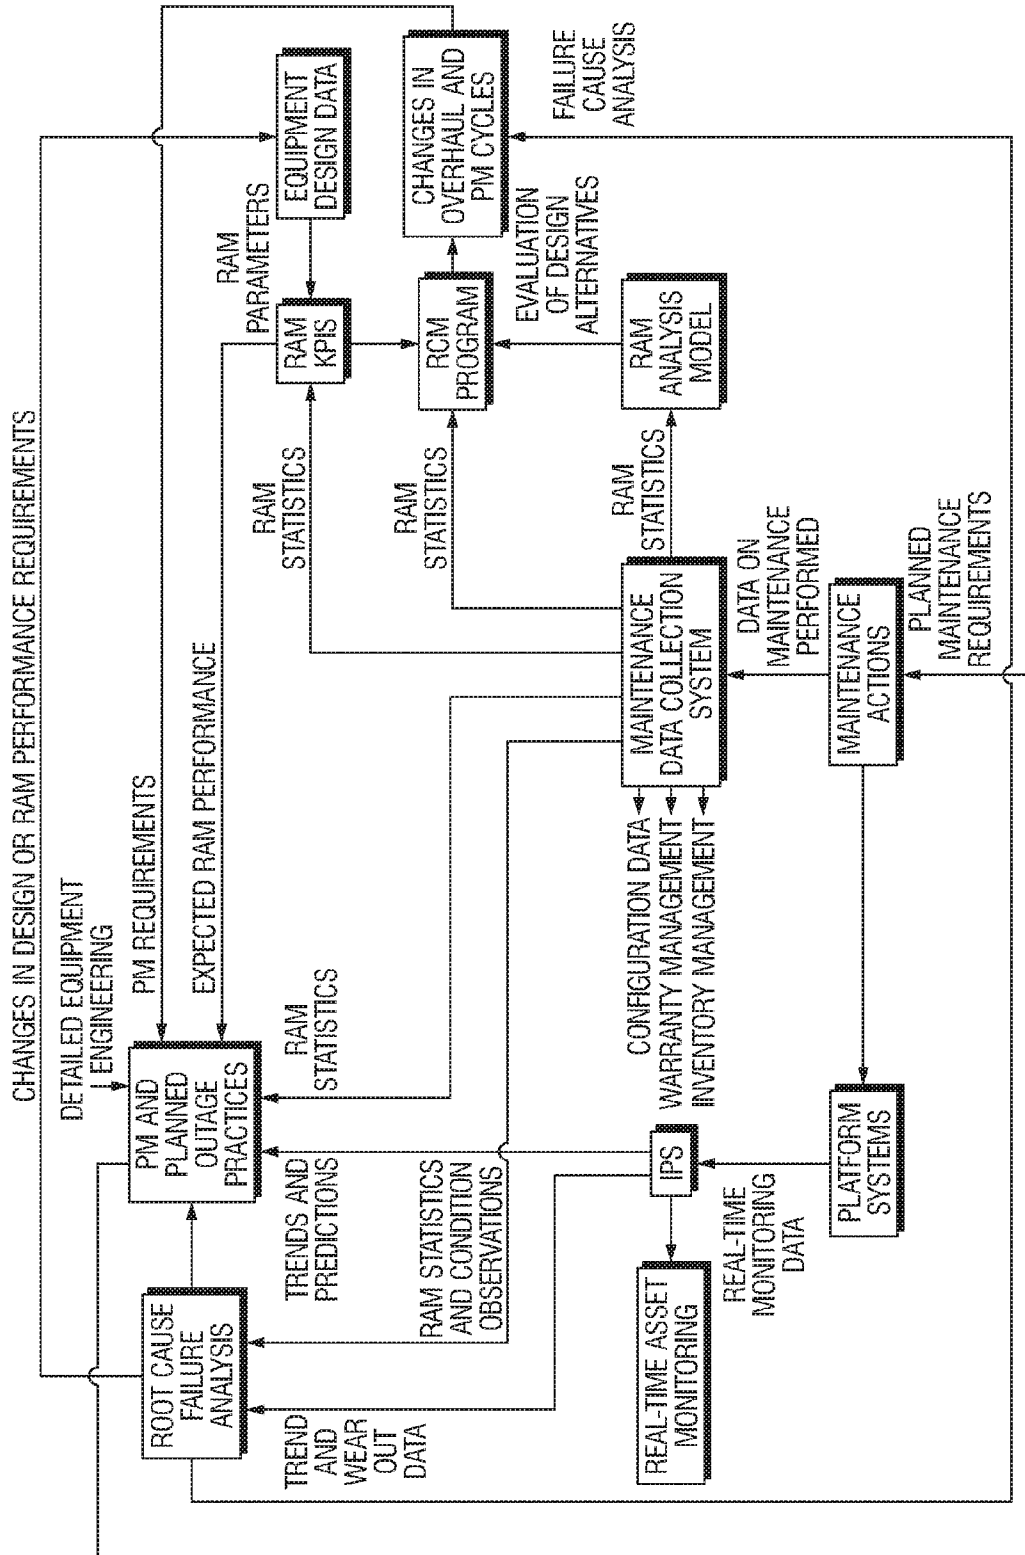 CHANGES IN DESIGN OR RAM PERFORMANCE REQUIREMENTS
DETAILED EQUIPMENT
ENGINEERING
PM REQUIREMENTS
EXPECTED RAM PERFORMANCE
ROOT CAUSE
FAILURE
ANALYSIS
PM AND
PLANNED
OUTAGE
PRACTICES
RAM
PARAMETERS
EQUIPMENT
DESIGN DATA
TREND AND
WEAR
OUT
DATA
TRENDS AND
PREDICTIONS
RAM
STATISTICS
RAM
STATISTICS
RAM
KPIS
RAM STATISTICS
AND CONDITION
OBSERVATIONS
RAM
STATISTICS
RCM
PROGRAM
CHANGES IN
OVERHAUL AND
PM CYCLES
EVALUATION
OF DESIGN
ALTERNATIVES
FAILURE
CAUSE
ANALYSIS
REAL-TIME ASSET
MONITORING
IPS
CONFIGURATION DATA
WARRANTY MANAGEMENT
INVENTORY MANAGEMENT
MAINTENANCE
DATA COLLECTION
SYSTEM
RAM
STATISTICS
RAM
ANALYSIS
MODEL
REAL-TIME
MONITORING
DATA
DATA ON
MAINTENANCE
PERFORMED
PLATFORM
SYSTEMS
MAINTENANCE
ACTIONS
PLANNED
MAINTENANCE
REQUIREMENTS